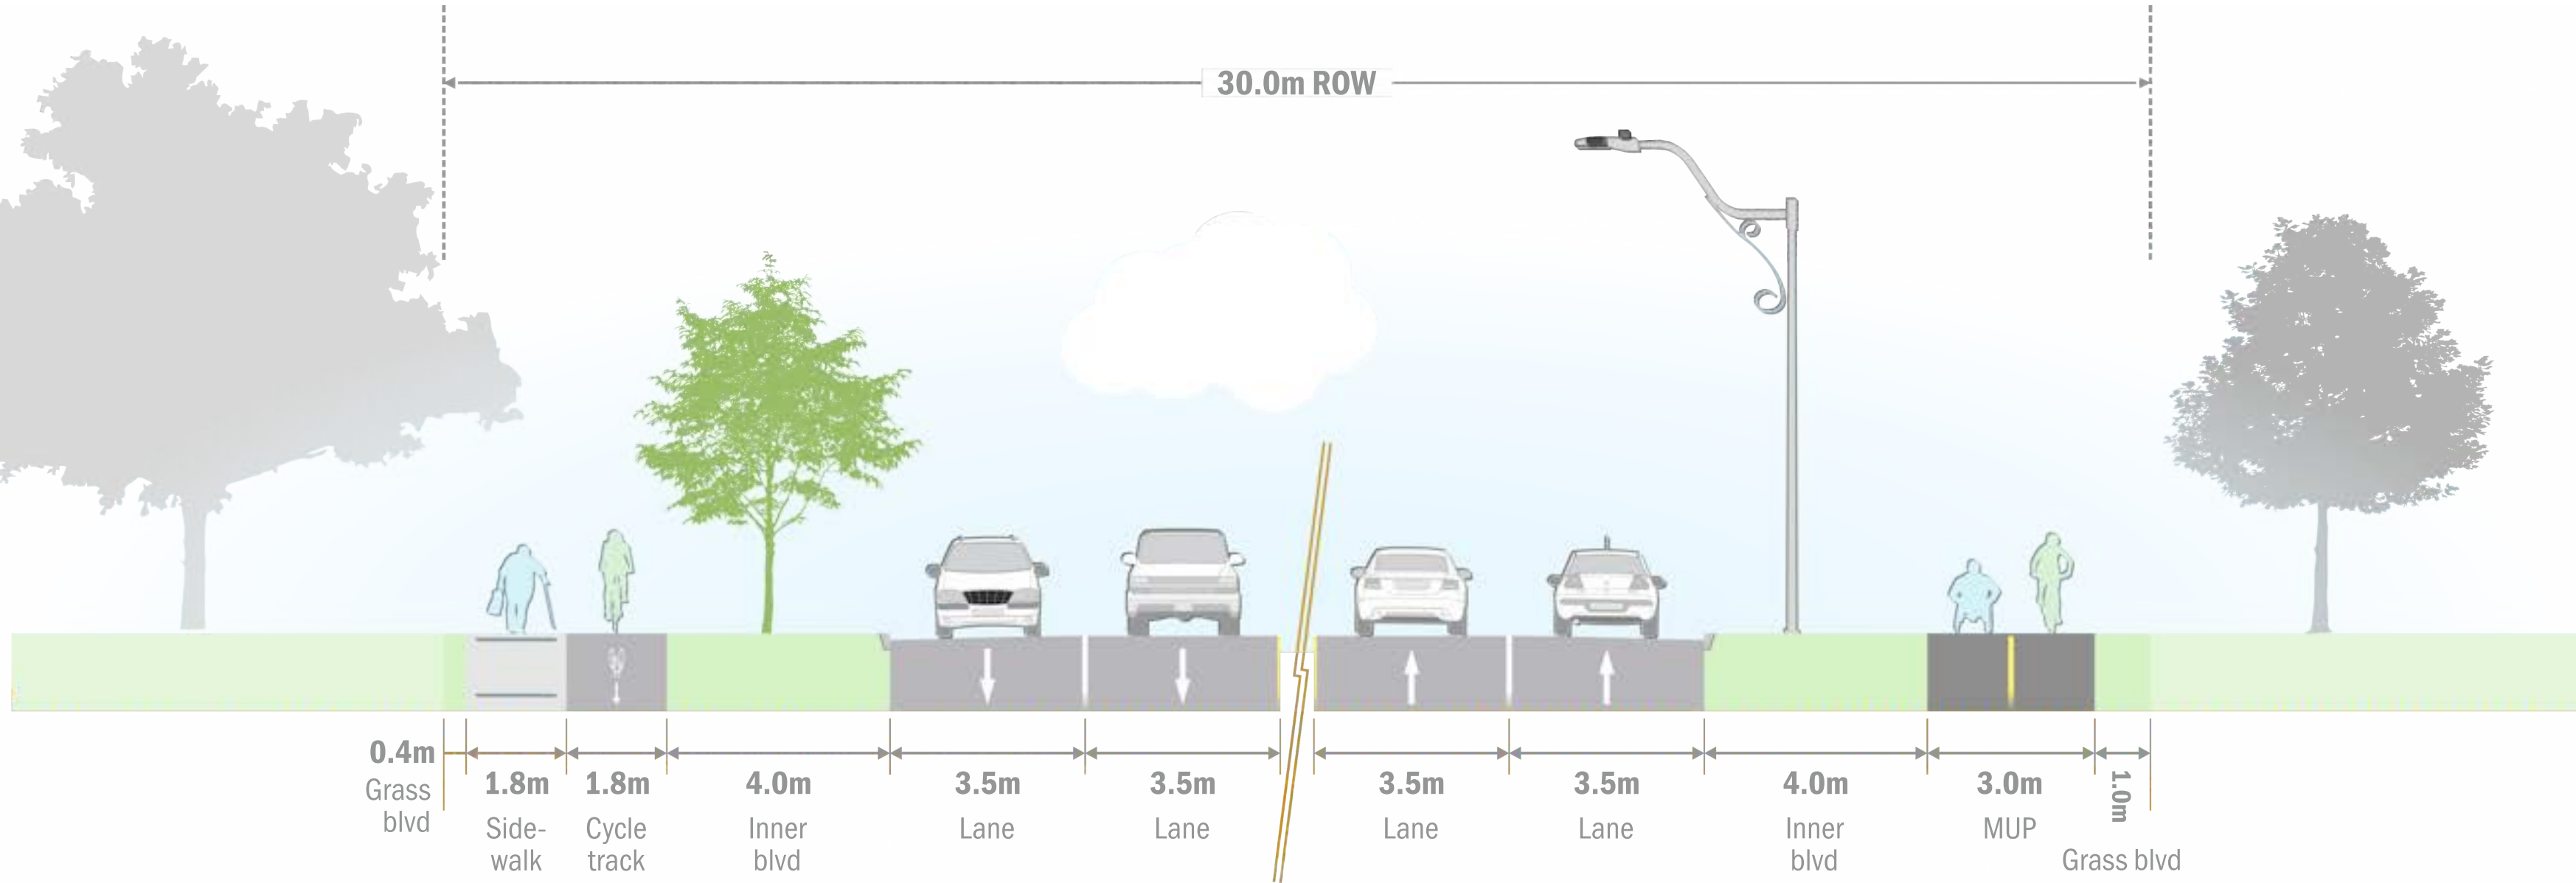 30.0m ROW
0.4m
Grass
blvd
1.8m
Side-
walk
1.8m
Cycle
track
4.0m
Inner
blvd
3.5m
Lane
3.5m
Lane
3.5m
Lane
3.5m
Lane
4.0m
Inner
blvd
3.0m
MUP
1.0m
Grass blvd